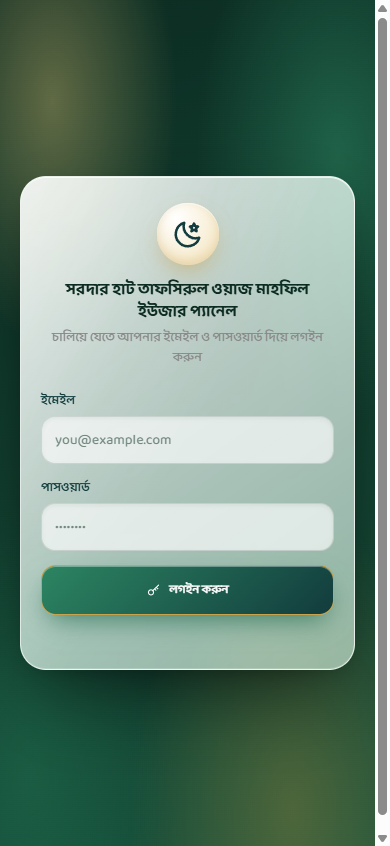 সরদার হাট তাফসিরুল ওয়াজ মাহফিল
ইউজার প্যানেল
চালিয়ে যেতে আপনার ইমেইল ও পাসওয়ার্ড দিয়ে লগইন
করুন
ইমেইল
you@example.com
পাসওয়ার্ড
••••••••
লগইন করুন